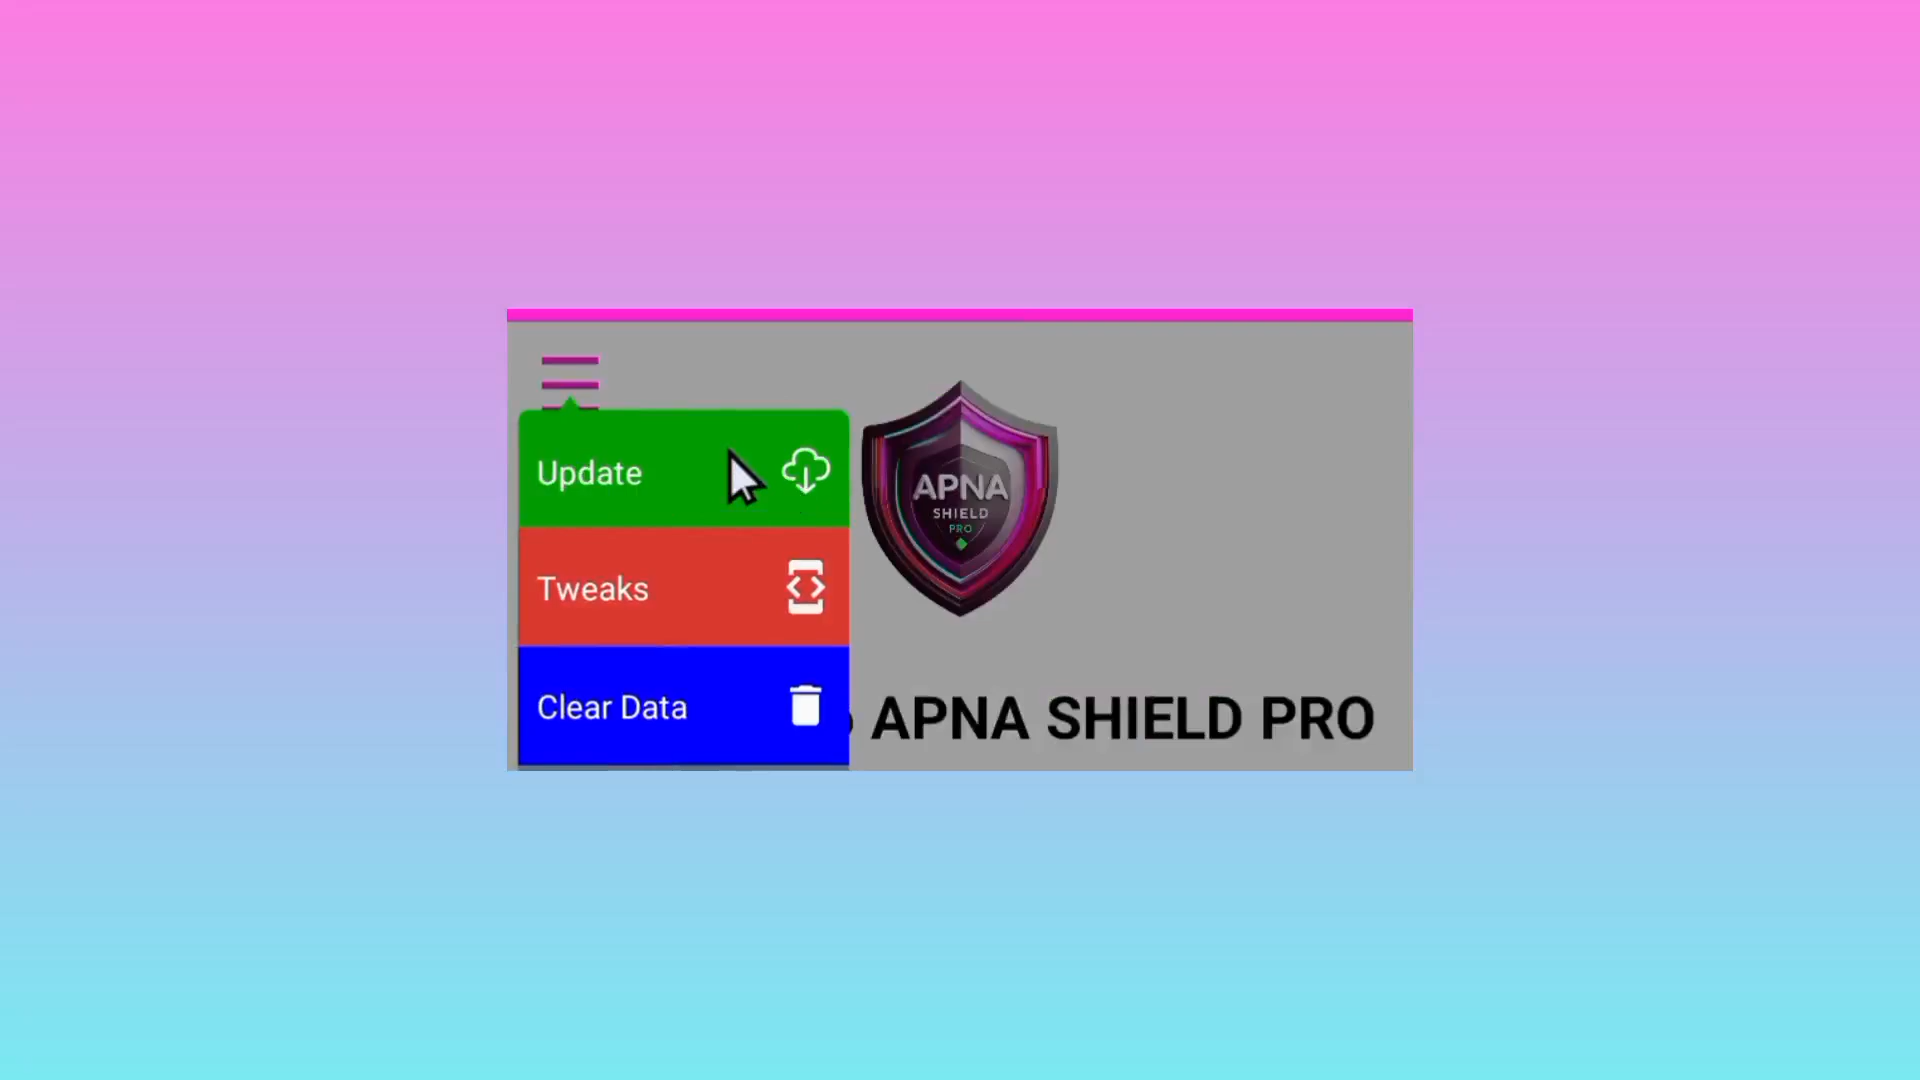 Update
Tweaks
Clear Data
APNA
SHIELD
PRO
APNA SHIELD PRO